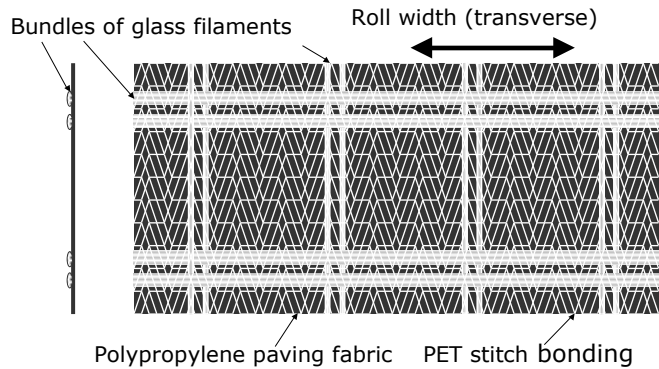 Roll width (transverse)
Bundles of glass filaments
Polypropylene paving fabric
PET stitch bonding